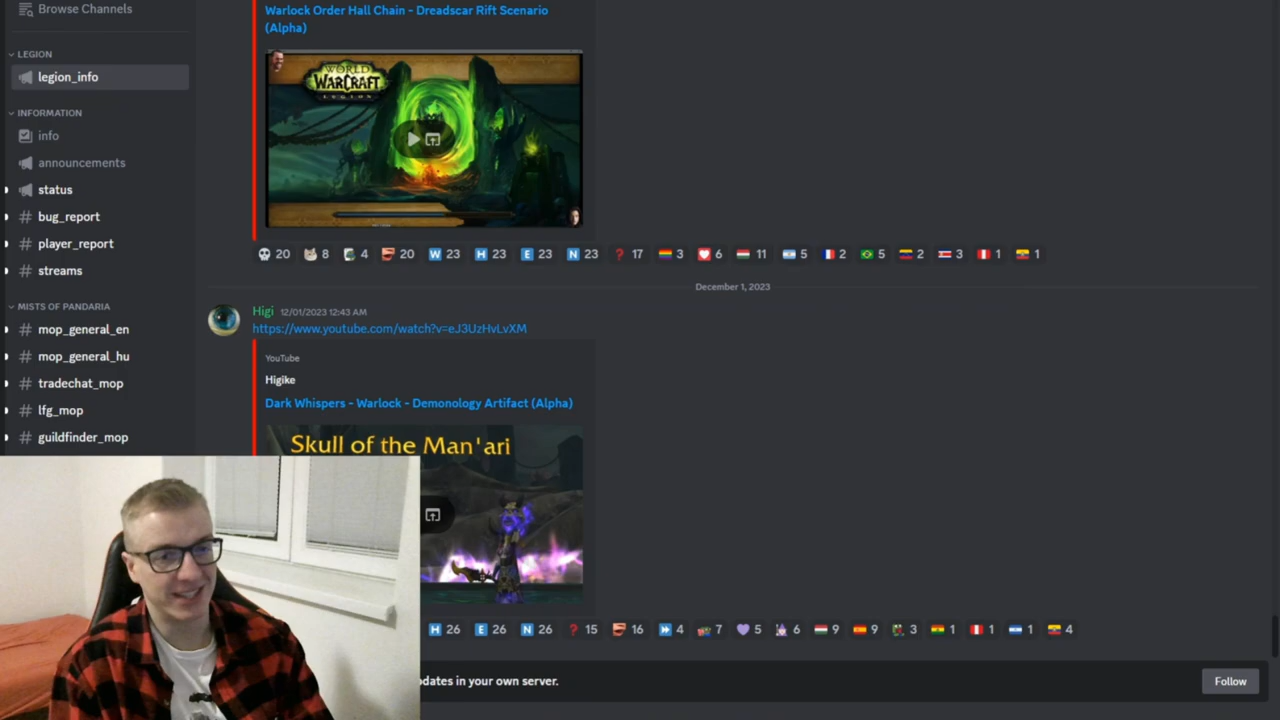 Browse Channels
LEGION
legion_info
INFORMATION
info
announcements
status
bug_report
player_report
streams
MISTS OF PANDARIA
mop_general_en
mop_general_hu
tradechat_mop
lfg_mop
guildfinder_mop
Warlock Order Hall Chain - Dreadscar Rift Scenario
(Alpha)
WORLD
WARCRAFT
LEGION
20 8 4 20 W 23 H 23 E 23 N 23 ? 17 3 6 11 5 2 5 2 3 1 1
December 1, 2023
Higi 12/01/2023 12:43 AM
https://www.youtube.com/watch?v=eJ3UzHvLvXM
YouTube
Higike
Dark Whispers - Warlock - Demonology Artifact (Alpha)
Skull of the Man'ari
H 26 E 26 N 26 ? 15 16 4 7 5 6 9 9 3 1 1 1 4
dates in your own server.
Follow